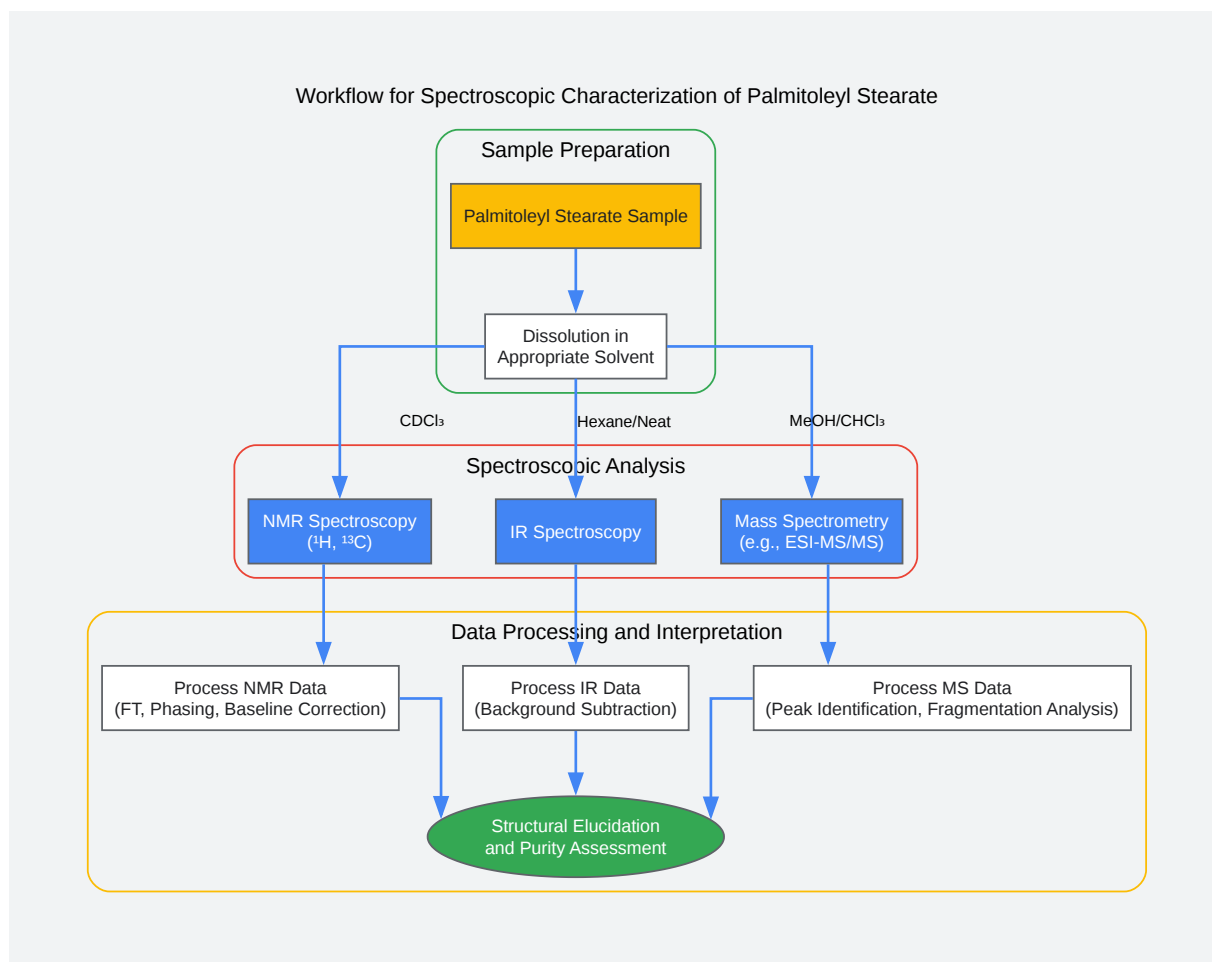 Workflow for Spectroscopic Characterization of Palmitoleyl Stearate
Sample Preparation
Palmitoleyl Stearate Sample
Dissolution in
Appropriate Solvent
CDCl₃
Hexane/Neat
MeOH/CHCl₃
Spectroscopic Analysis
NMR Spectroscopy
(¹H, ¹³C)
IR Spectroscopy
Mass Spectrometry
(e.g., ESI-MS/MS)
Data Processing and Interpretation
Process NMR Data
(FT, Phasing, Baseline Correction)
Process IR Data
(Background Subtraction)
Process MS Data
(Peak Identification, Fragmentation Analysis)
Structural Elucidation
and Purity Assessment